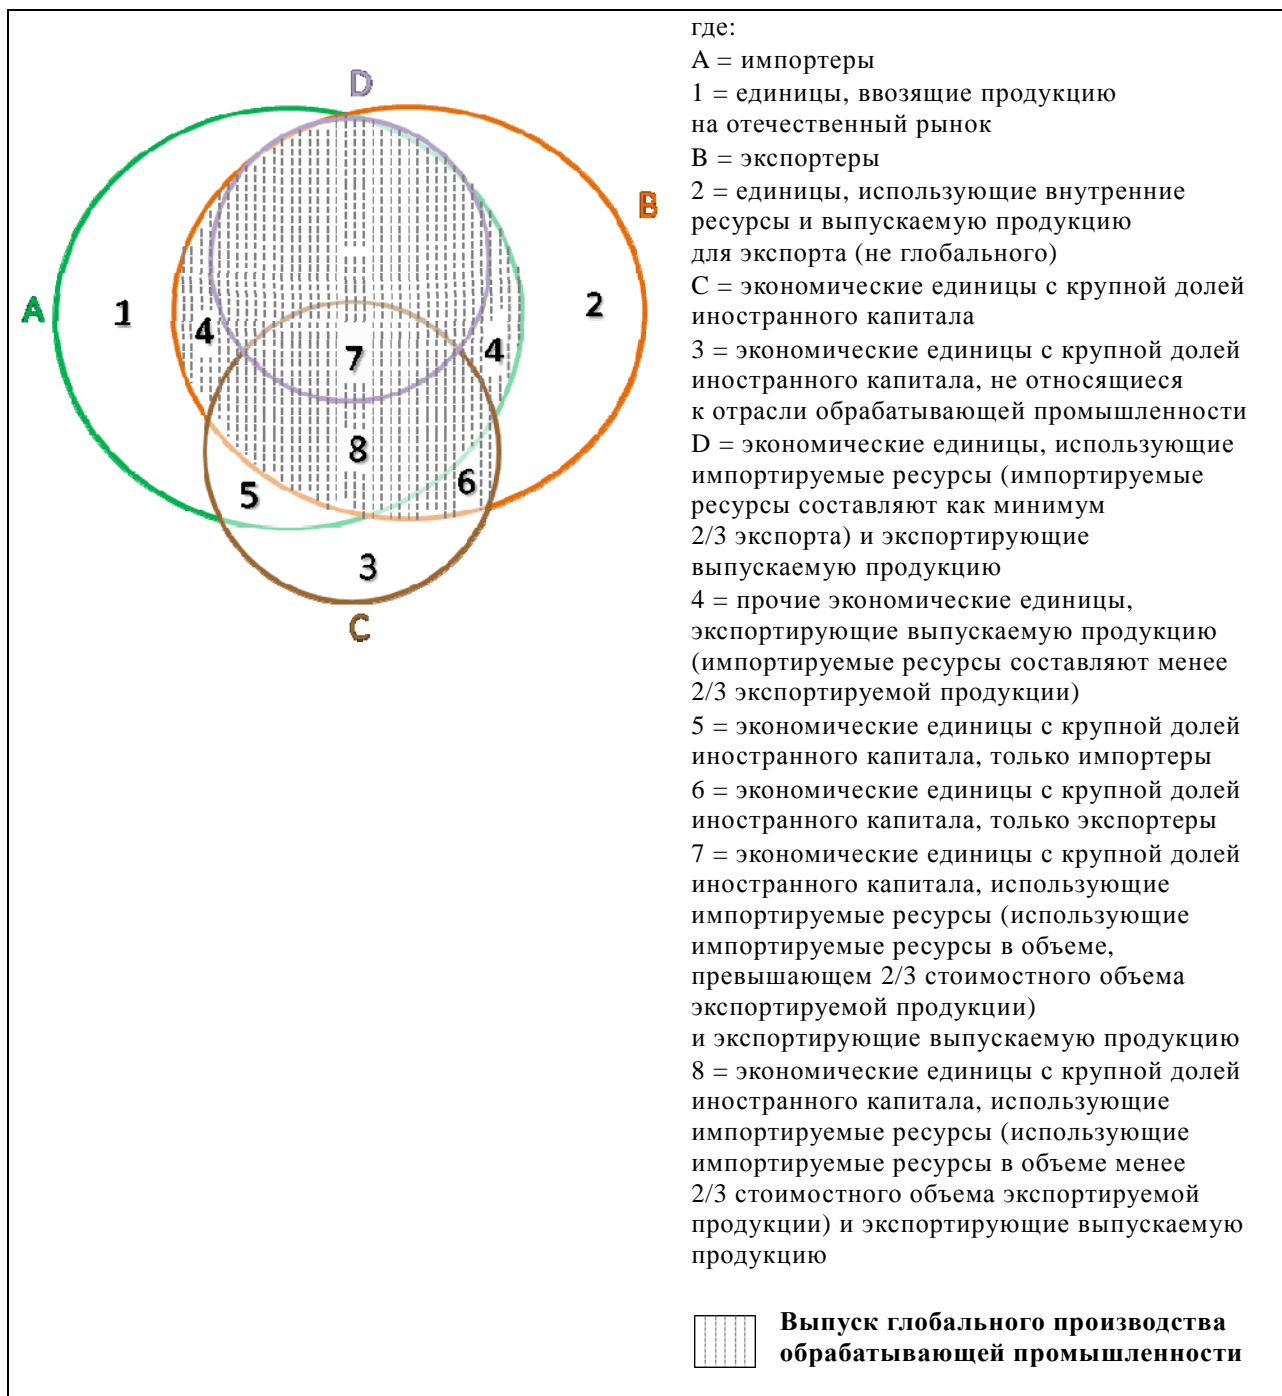 D
B
A
1
2
4
4
7
8
5
6
3
C
где:
A = импортеры
1 = единицы, ввозящие продукцию
на отечественный рынок
B = экспортеры
2 = единицы, использующие внутренние
ресурсы и выпускаемую продукцию
для экспорта (не глобального)
C = экономические единицы с крупной долей
иностранного капитала
3 = экономические единицы с крупной долей
иностранного капитала, не относящиеся
к отрасли обрабатывающей промышленности
D = экономические единицы, использующие
импортируемые ресурсы (импортируемые
ресурсы составляют как минимум
2/3 экспорта) и экспортирующие
выпускаемую продукцию
4 = прочие экономические единицы,
экспортирующие выпускаемую продукцию
(импортируемые ресурсы составляют менее
2/3 экспортируемой продукции)
5 = экономические единицы с крупной долей
иностранного капитала, только импортеры
6 = экономические единицы с крупной долей
иностранного капитала, только экспортеры
7 = экономические единицы с крупной долей
иностранного капитала, использующие
импортируемые ресурсы (использующие
импортируемые ресурсы в объеме,
превышающем 2/3 стоимостного объема
экспортируемой продукции)
и экспортирующие выпускаемую продукцию
8 = экономические единицы с крупной долей
иностранного капитала, использующие
импортируемые ресурсы (использующие
импортируемые ресурсы в объеме менее
2/3 стоимостного объема экспортируемой
продукции) и экспортирующие выпускаемую
продукцию
Выпуск глобального производства
обрабатывающей промышленности